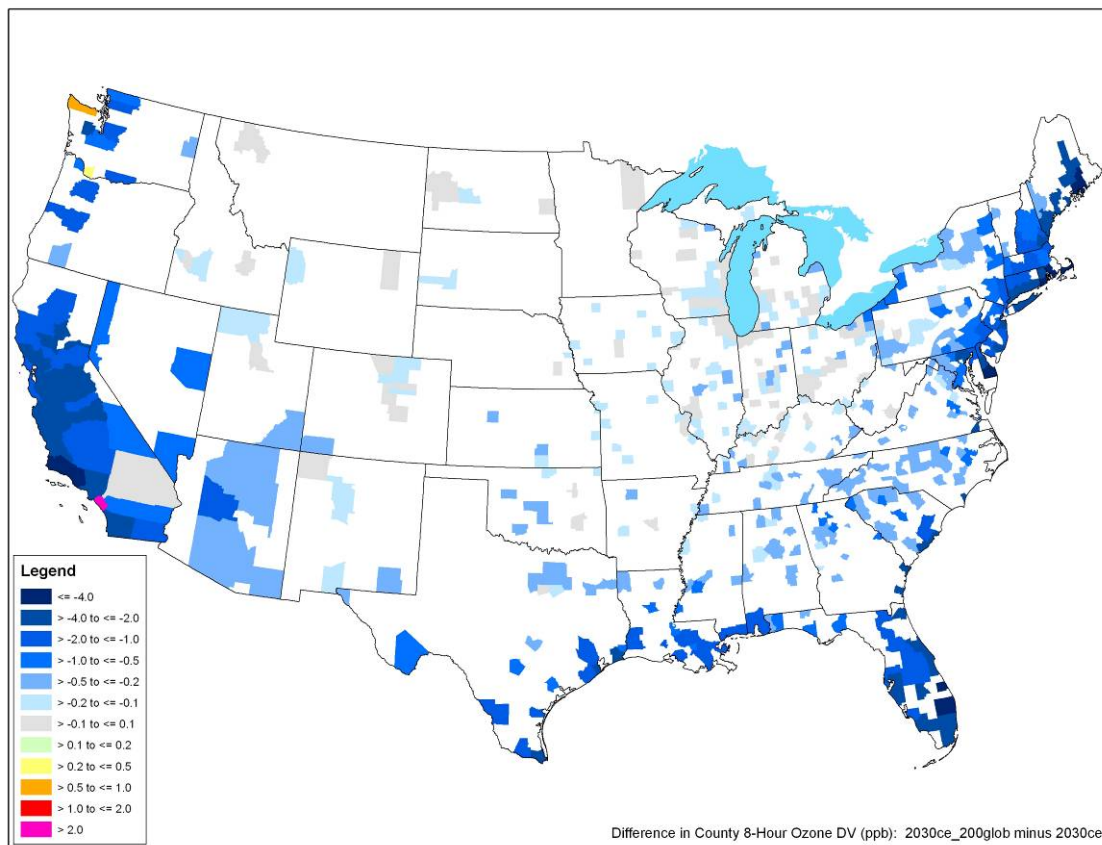 Legend
<= -4.0
> -4.0 to <= -2.0
> -2.0 to <= -1.0
> -1.0 to <= -0.5
> -0.5 to <= -0.2
> -0.2 to <= -0.1
> -0.1 to <= 0.1
> 0.1 to <= 0.2
> 0.2 to <= 0.5
> 0.5 to <= 1.0
> 1.0 to <= 2.0
> 2.0
Difference in County 8-Hour Ozone DV (ppb): 2030ce_200glob minus 2030ce